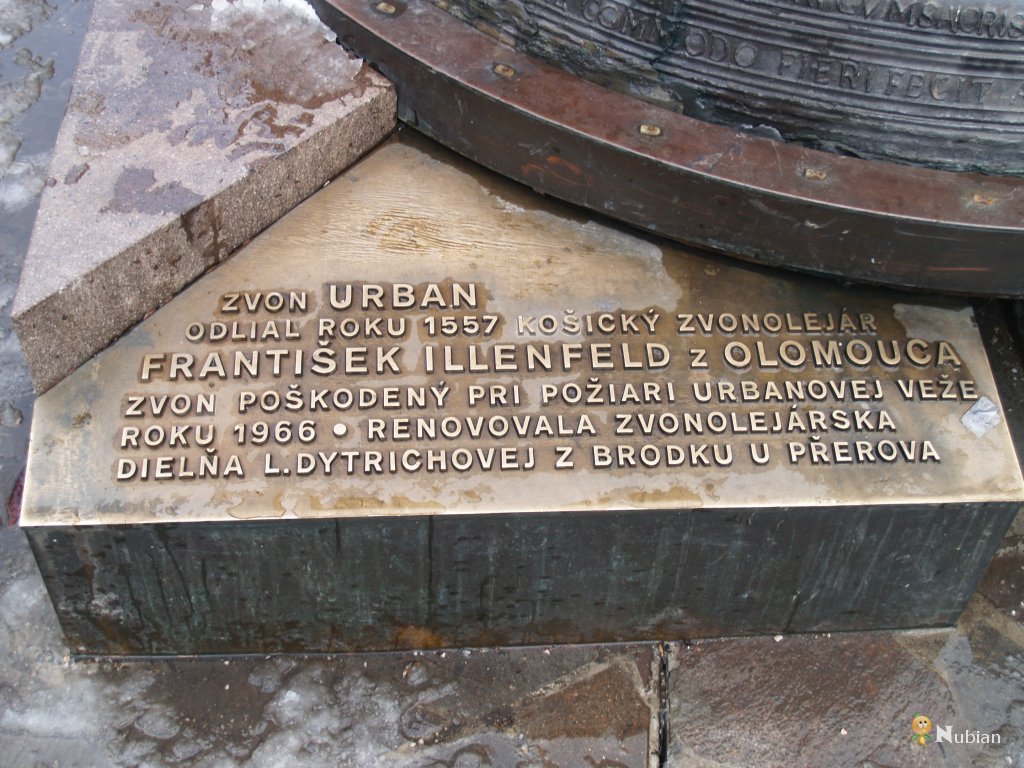 COMMODO FIERI FECIT
ZVON URBAN
ODLIAL ROKU 1557 KOŠICKÝ ZVONOLEJÁR
FRANTIŠEK ILLENFELD Z OLOMOUCA
ZVON POŠKODENÝ PRI POŽIARI URBANOVEJ VEŽE
ROKU 1966 • RENOVOVALA ZVONOLEJÁRSKA
DIELŇA L.DYTRICHOVEJ Z BRODKU U PŘEROVA
Nubian